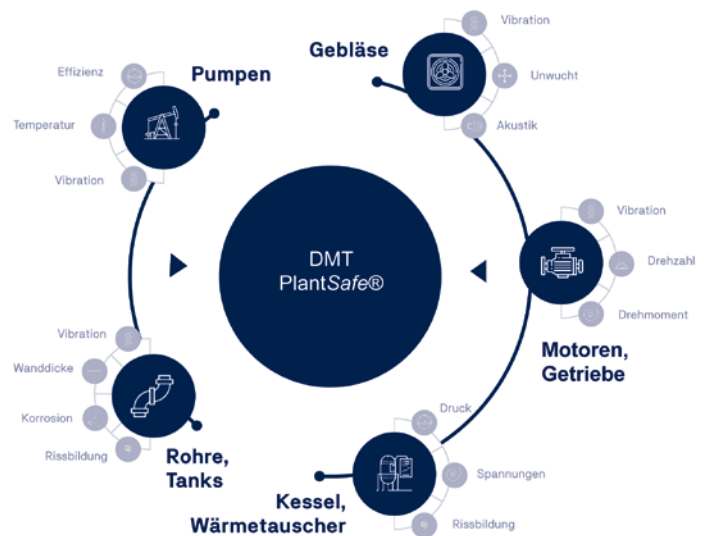 Effizienz
Temperatur
Vibration
Pumpen
Gebläse
Vibration
Unwucht
Akustik
DMT
PlantSafe®
Vibration
Drehzahl
Drehmoment
Motoren,
Getriebe
Vibration
Wanddicke
Korrosion
Rissbildung
Rohre,
Tanks
Druck
Spannungen
Rissbildung
Kessel,
Wärmetauscher